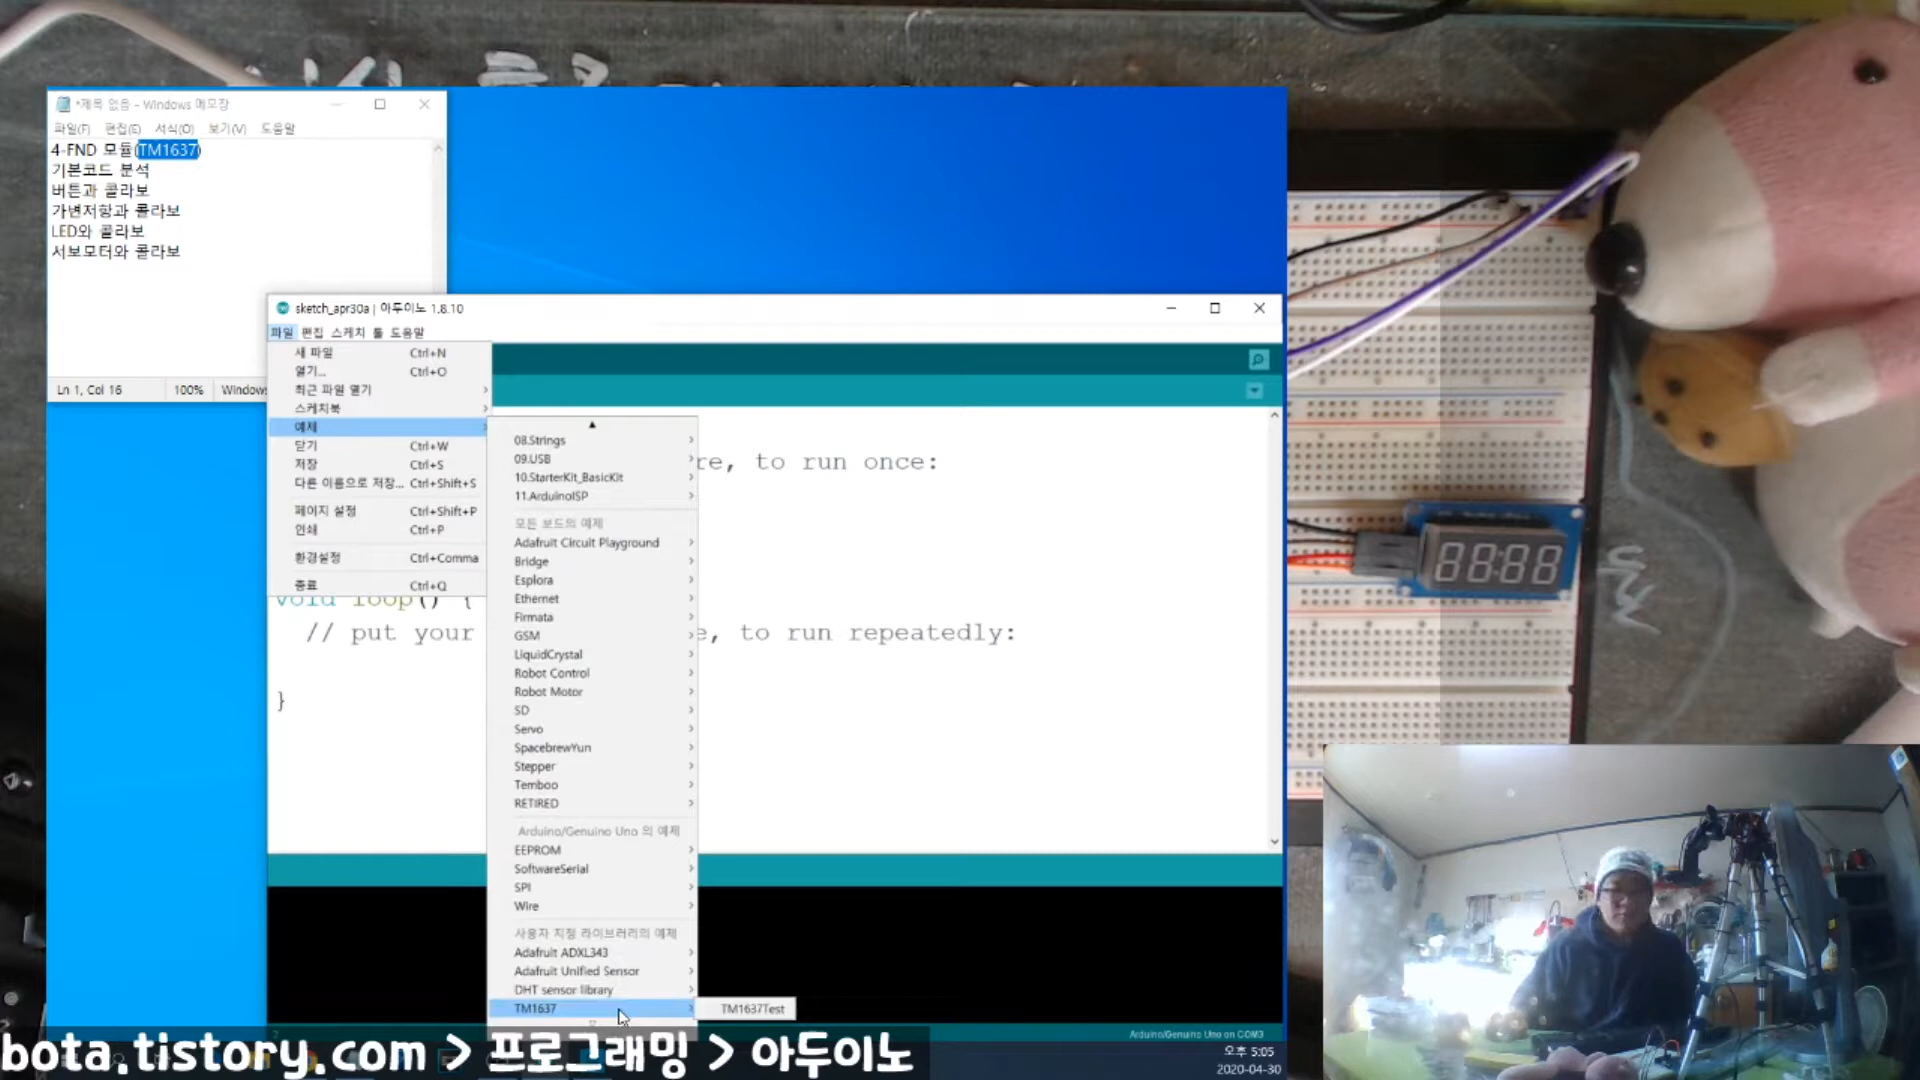 *제목 없음 - Windows 메모장
파일(F) 편집(E) 서식(O) 보기(V) 도움말
4-FND 모듈(TM1637)
기본코드 분석
버튼과 콜라보
가변저항과 콜라보
LED와 콜라보
서보모터와 콜라보
Ln 1, Col 16 100% Windows
sketch_apr30a | 아두이노 1.8.10
파일 편집 스케치 툴 도움말
새 파일 Ctrl+N
열기... Ctrl+O
최근 파일 열기
스케치북
예제
닫기 Ctrl+W
저장 Ctrl+S
다른 이름으로 저장... Ctrl+Shift+S
페이지 설정 Ctrl+Shift+P
인쇄 Ctrl+P
환경설정 Ctrl+Comma
종료 Ctrl+Q
08.Strings
09.USB
10.StarterKit_BasicKit
11.ArduinoISP
모든 보드의 예제
Adafruit Circuit Playground
Bridge
Esplora
Ethernet
Firmata
GSM
LiquidCrystal
Robot Control
Robot Motor
SD
Servo
SpacebrewYun
Stepper
Temboo
RETIRED
Arduino/Genuino Uno 의 예제
EEPROM
SoftwareSerial
SPI
Wire
사용자 지정 라이브러리의 예제
Adafruit ADXL343
Adafruit Unified Sensor
DHT sensor library
TM1637
TM1637Test
re, to run once:
void loop() {
// put your e, to run repeatedly:
}
Arduino/Genuino Uno on COM3
오후 5:05
2020-04-30
bota.tistory.com > 프로그래밍 > 아두이노